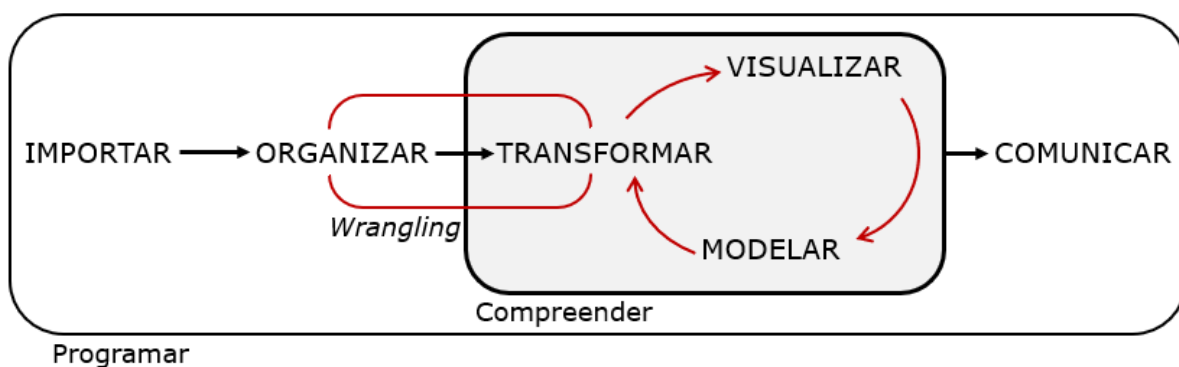 VISUALIZAR
IMPORTAR ORGANIZAR TRANSFORMAR COMUNICAR
Wrangling
MODELAR
Compreender
Programar